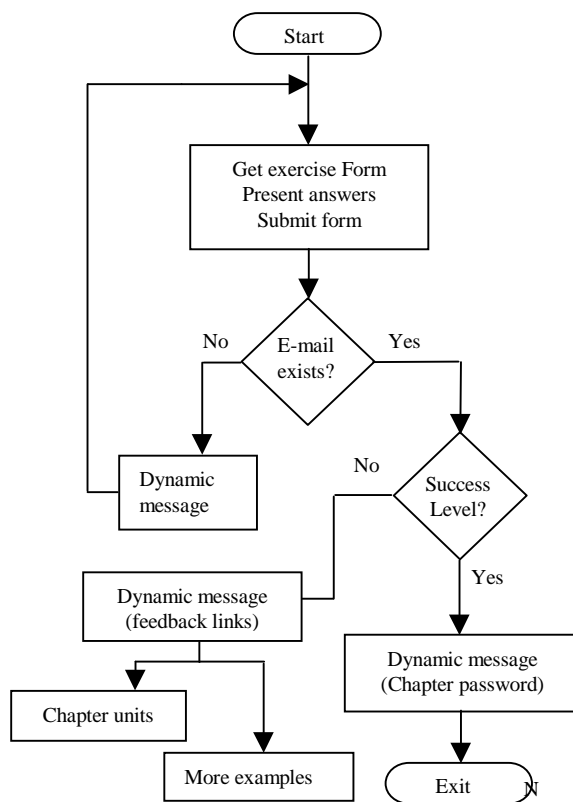 Start
Get exercise Form
Present answers
Submit form
No
E-mail
exists?
Yes
Dynamic
message
No
Success
Level?
Yes
Dynamic message
(feedback links)
Dynamic message
(Chapter password)
Chapter units
More examples
Exit
N